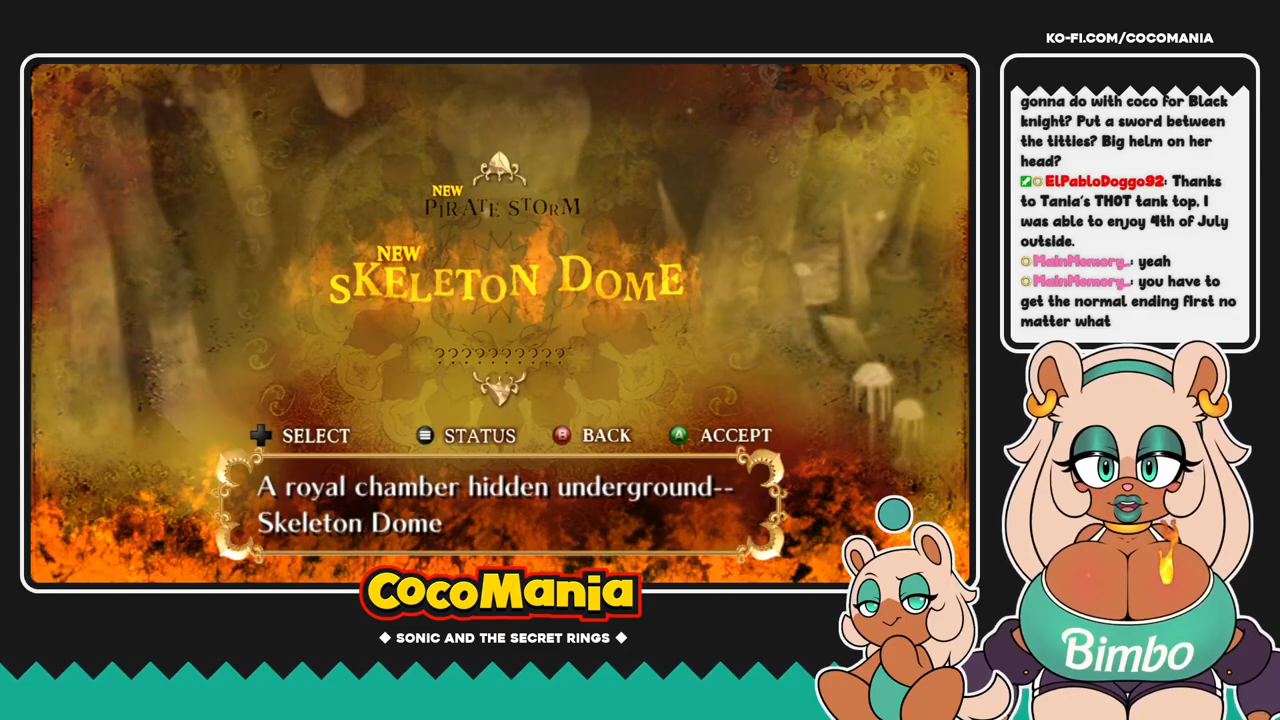 KO-FI.COM/COCOMANIA
gonna do with coco for Black
knight? Put a sword between
the titties? Big helm on her
head?
ElPabloDoggo92: Thanks
to Tania's THOT tank top, I
was able to enjoy 4th of July
outside.
MainMemory_: yeah
MainMemory_: you have to
get the normal ending first no
matter what
NEW
PIRATE STORM
NEW
SKELETON DOME
??????????
SELECT STATUS B BACK A ACCEPT
A royal chamber hidden underground--
Skeleton Dome
CocoMania
◆ SONIC AND THE SECRET RINGS ◆
Bimbo